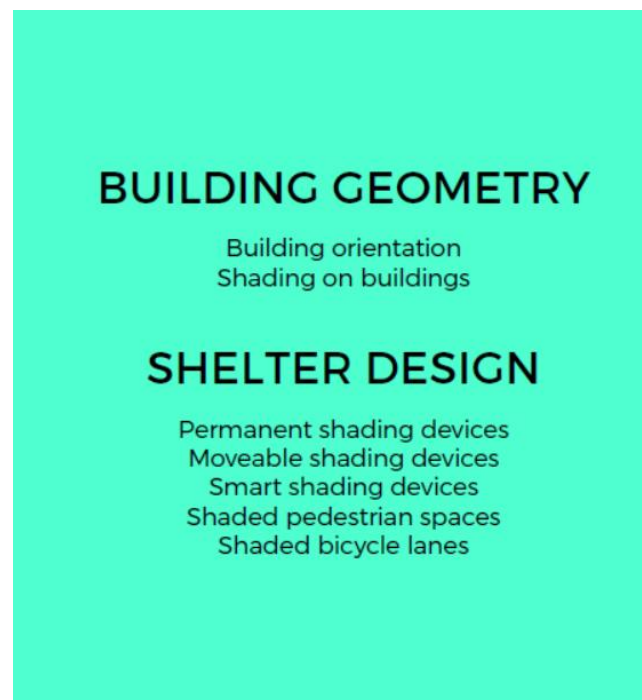 BUILDING GEOMETRY
Building orientation
Shading on buildings
SHELTER DESIGN
Permanent shading devices
Moveable shading devices
Smart shading devices
Shaded pedestrian spaces
Shaded bicycle lanes